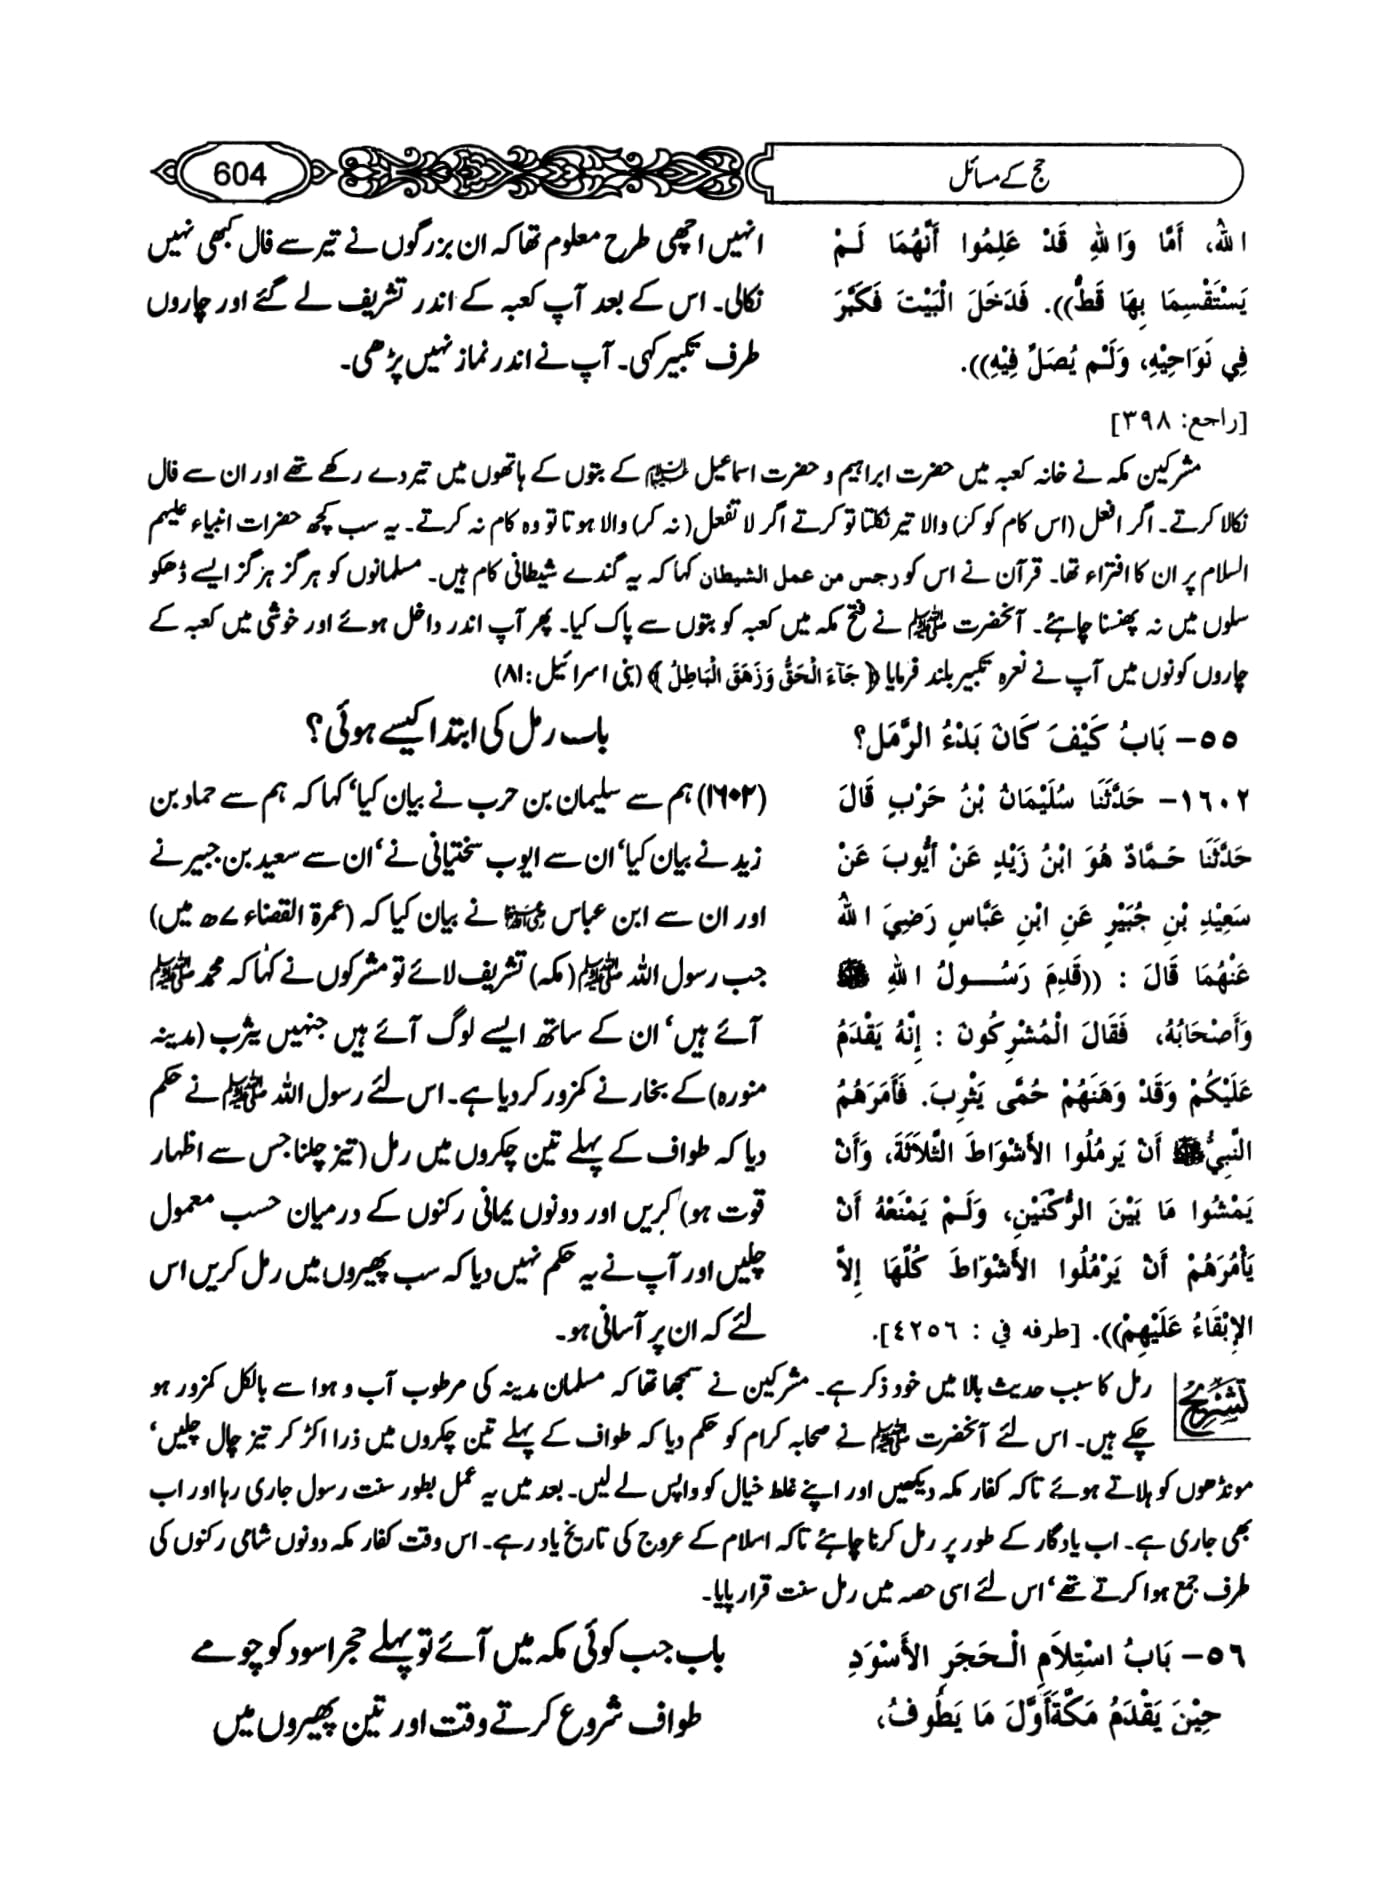 604
حج کے مسائل
ا للهُ، أَمَّا وَا للهِ قَدْ عَلِمُوا أَنَّهُمَا لَمْ
يَسْتَقْسِمَا بِهَا قَطُّ)). فَدَخَلَ الْبَيْتَ فَكَبَّرَ
فِي نَوَاحِيْهِ، وَلَمْ يُصَلِّ فِيْهِ)).
[راجع: ٣٩٨]
انہیں اچھی طرح معلوم تھا کہ ان بزرگوں نے تیر سے فال کبھی نہیں
نکالی۔ اس کے بعد آپ کعبہ کے اندر تشریف لے گئے اور چاروں
طرف تکبیر کہی۔ آپ نے اندر نماز نہیں پڑھی۔
مشرکین مکہ نے خانہ کعبہ میں حضرت ابراہیم و حضرت اسماعیل علیہما السلام کے بتوں کے ہاتھوں میں تیر دے رکھے تھے اور ان سے فال
نکالا کرتے۔ اگر افعل (اس کام کو کر) والا تیر نکلتا تو کرتے اگر لا تفعل (نہ کر) والا ہوتا تو وہ کام نہ کرتے۔ یہ سب کچھ حضرات انبیاء علیہم
السلام پر ان کا افتراء تھا۔ قرآن نے اس کو رجس من عمل الشیطان کہا کہ یہ گندے شیطانی کام ہیں۔ مسلمانوں کو ہرگز ہرگز ایسے ڈھکو
سلوں میں نہ پھنسنا چاہئے۔ آنحضرت ﷺ نے فتح مکہ میں کعبہ کو بتوں سے پاک کیا۔ پھر آپ اندر داخل ہوئے اور خوشی میں کعبہ کے
چاروں کونوں میں آپ نے نعرہ تکبیر بلند فرمایا ﴿ جَآءَ الْحَقُّ وَزَهَقَ الْبَاطِلُ ﴾ (بنی اسرائیل: ۸۱)
٥٥- بَابُ كَيْفَ كَانَ بَدْءُ الرَّمَلِ؟
باب رمل کی ابتدا کیسے ہوئی؟
١٦٠٢- حَدَّثَنَا سُلَيْمَانُ بْنُ حَرْبٍ قَالَ
حَدَّثَنَا حَمَّادٌ هُوَ ابْنُ زَيْدٍ عَنْ أَيُّوبَ عَنْ
سَعِيْدِ بْنِ جُبَيْرٍ عَنِ ابْنِ عَبَّاسٍ رَضِيَ ا للهُ
عَنْهُمَا قَالَ : ((قَدِمَ رَسُولُ ا للهِ ﷺ
وَأَصْحَابُهُ، فَقَالَ الْمُشْرِكُونَ : إِنَّهُ يَقْدَمُ
عَلَيْكُمْ وَقَدْ وَهَنَهُمْ حُمَّى يَثْرِبَ. فَأَمَرَهُمُ
النَّبِيُّ ﷺ أَنْ يَرمُلُوا الأَشْوَاطَ الثَّلاَثَةَ، وَأَنْ
يَمْشُوا مَا بَيْنَ الرُّكْنَيْنِ، وَلَمْ يَمْنَعْهُ أَنْ
يَأْمُرَهُمْ أَنْ يَرْمُلُوا الأَشْوَاطَ كُلَّهَا إِلاَّ
الإِبْقَاءُ عَلَيْهِمْ)). [طرفه في : ٤٢٥٦].
(۱۶۰۲) ہم سے سلیمان بن حرب نے بیان کیا‘ کہا کہ ہم سے حماد بن
زید نے بیان کیا‘ ان سے ایوب سختیانی نے‘ ان سے سعید بن جبیر نے
اور ان سے ابن عباس رضی اللہ عنہما نے بیان کیا کہ (عمرۃ القضاء ۷ھ میں)
جب رسول اللہ ﷺ (مکہ) تشریف لائے تو مشرکوں نے کہا کہ محمد ﷺ
آئے ہیں‘ ان کے ساتھ ایسے لوگ آئے ہیں جنہیں یثرب (مدینہ
منورہ) کے بخار نے کمزور کر دیا ہے۔ اس لئے رسول اللہ ﷺ نے حکم
دیا کہ طواف کے پہلے تین چکروں میں رمل (تیز چلنا جس سے اظہار
قوت ہو) کریں اور دونوں یمانی رکنوں کے درمیان حسب معمول
چلیں اور آپ نے یہ حکم نہیں دیا کہ سب پھیروں میں رمل کریں اس
لئے کہ ان پر آسانی ہو۔
تشریح رمل کا سبب حدیث بالا میں خود ذکر ہے۔ مشرکین نے سمجھا تھا کہ مسلمان مدینہ کی مرطوب آب و ہوا سے بالکل کمزور ہو
چکے ہیں۔ اس لئے آنحضرت ﷺ نے صحابہ کرام کو حکم دیا کہ طواف کے پہلے تین چکروں میں ذرا اکڑ کر تیز چال چلیں‘
مونڈھوں کو ہلاتے ہوئے تاکہ کفار مکہ دیکھیں اور اپنے غلط خیال کو واپس لے لیں۔ بعد میں یہ عمل بطور سنت رسول جاری رہا اور اب
بھی جاری ہے۔ اب یادگار کے طور پر رمل کرنا چاہئے تاکہ اسلام کے عروج کی تاریخ یاد رہے۔ اس وقت کفار مکہ دونوں شامی رکنوں کی
طرف جمع ہوا کرتے تھے‘ اس لئے اسی حصہ میں رمل سنت قرار پایا۔
٥٦- بَابُ اسْتِلاَمِ الْحَجَرِ الأَسْوَدِ
حِيْنَ يَقْدَمُ مَكَّةَ أَوَّلَ مَا يَطُوفُ،
باب جب کوئی مکہ میں آئے تو پہلے حجر اسود کو چومے
طواف شروع کرتے وقت اور تین پھیروں میں